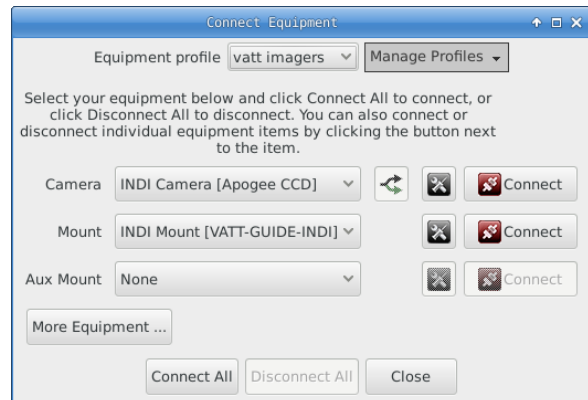 Connect Equipment
Equipment profile vatt imagers Manage Profiles
Select your equipment below and click Connect All to connect, or
click Disconnect All to disconnect. You can also connect or
disconnect individual equipment items by clicking the button next
to the item.
Camera INDI Camera [Apogee CCD] Connect
Mount INDI Mount [VATT-GUIDE-INDI] Connect
Aux Mount None Connect
More Equipment ...
Connect All Disconnect All Close